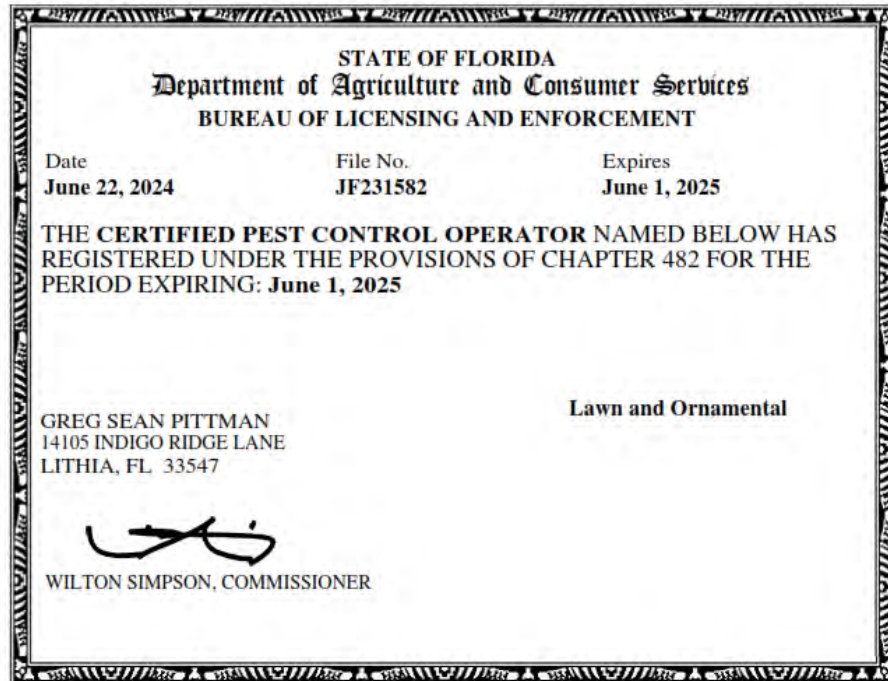 STATE OF FLORIDA
Department of Agriculture and Consumer Services
BUREAU OF LICENSING AND ENFORCEMENT
Date File No. Expires
June 22, 2024 JF231582 June 1, 2025
THE CERTIFIED PEST CONTROL OPERATOR NAMED BELOW HAS
REGISTERED UNDER THE PROVISIONS OF CHAPTER 482 FOR THE
PERIOD EXPIRING: June 1, 2025
Lawn and Ornamental
GREG SEAN PITTMAN
14105 INDIGO RIDGE LANE
LITHIA, FL 33547
WILTON SIMPSON, COMMISSIONER